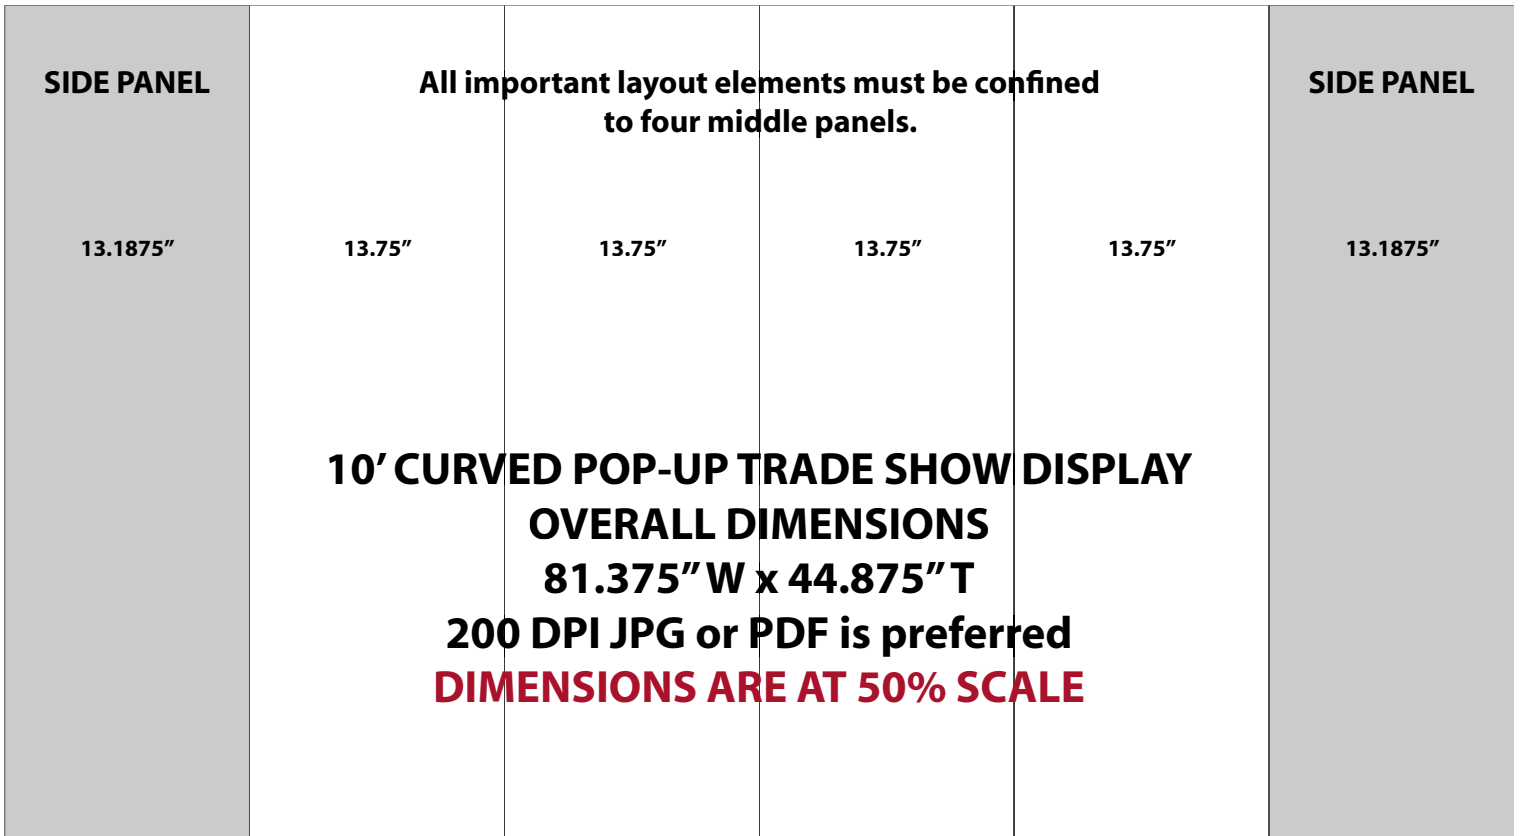 SIDE PANEL
All important layout elements must be confined
to four middle panels.
SIDE PANEL
13.1875″
13.75″
13.75″
13.75″
13.75″
13.1875″
10’ CURVED POP-UP TRADE SHOW DISPLAY
OVERALL DIMENSIONS
81.375” W x 44.875” T
200 DPI JPG or PDF is preferred
DIMENSIONS ARE AT 50% SCALE